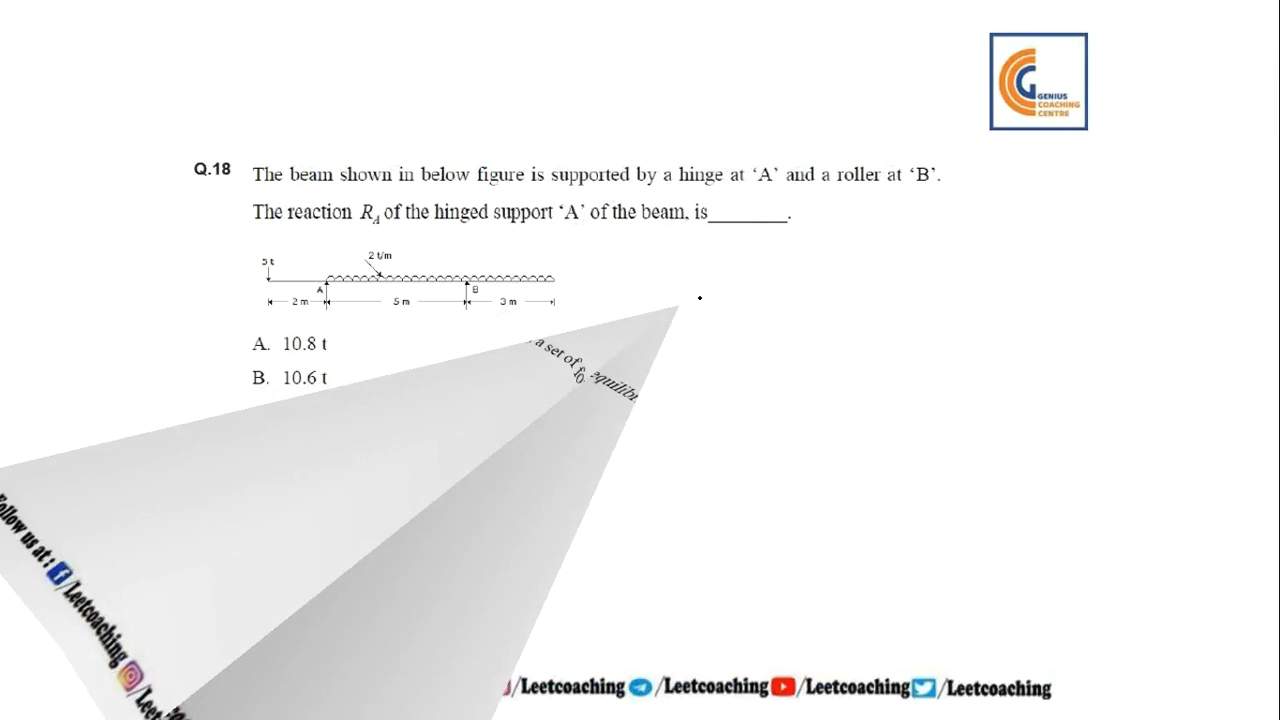 GENIUS
COACHING
CENTRE
Q.18 The beam shown in below figure is supported by a hinge at ‘A’ and a roller at ‘B’.
The reaction R_A of the hinged support ‘A’ of the beam, is________.
5 t
2 t/m
A
B
2 m
5 m
3 m
A. 10.8 t
B. 10.6 t
a set of
equilib
Follow us at : /Leetcoaching
/Leetcoaching /Leetcoaching /Leetcoaching /Leetcoaching